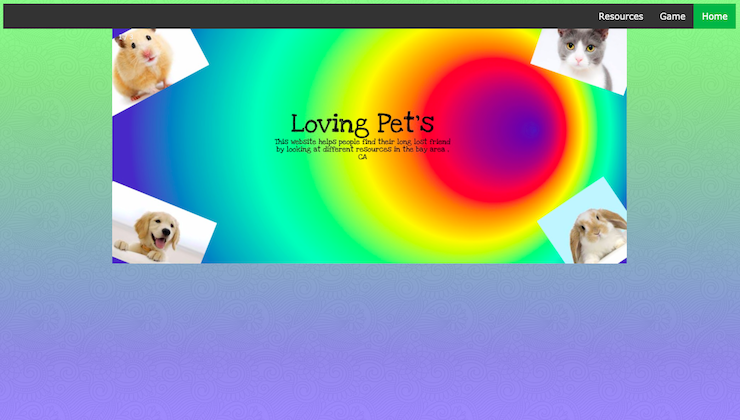 Resources Game Home
Loving Pet's
This website helps people find their long lost friend
by looking at different resources in the bay area .
CA